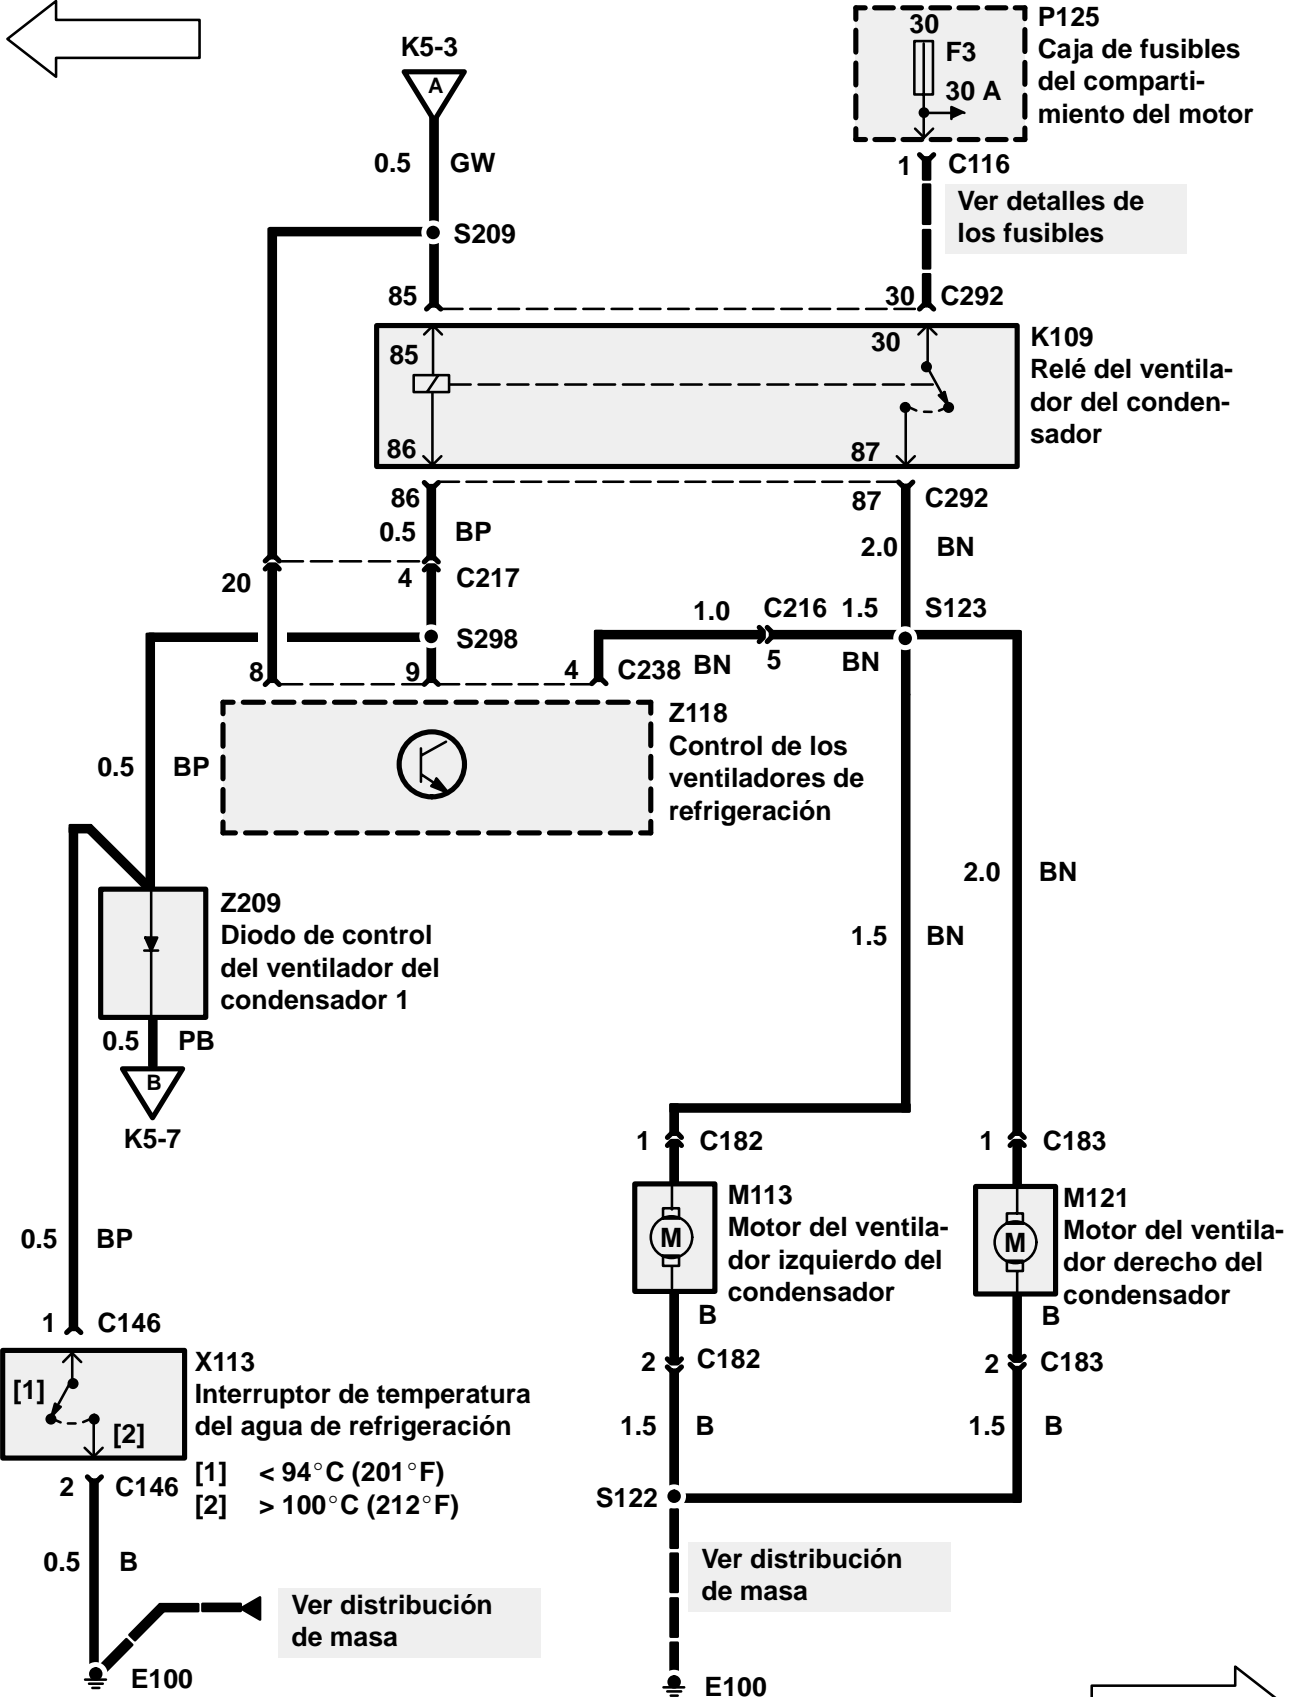 K5-3
A
0.5 GW
S209
30
F3
30 A
P125
Caja de fusibles
del comparti-
miento del motor
1 C116
Ver detalles de
los fusibles
85
30 C292
85
30
86
87
K109
Relé del ventila-
dor del conden-
sador
86
0.5 BP
87 C292
2.0 BN
20
4 C217
S298
1.0 C216 1.5 S123
BN 5 BN
8
9
4 C238
Z118
Control de los
ventiladores de
refrigeración
0.5 BP
2.0 BN
1.5 BN
Z209
Diodo de control
del ventilador del
condensador 1
0.5 PB
B
K5-7
1 C182
1 C183
M
M113
Motor del ventila-
dor izquierdo del
condensador
B
M
M121
Motor del ventila-
dor derecho del
condensador
B
0.5 BP
1 C146
[1]
[2]
X113
Interruptor de temperatura
del agua de refrigeración
[1] < 94°C (201°F)
[2] > 100°C (212°F)
2 C146
2 C182
2 C183
1.5 B
1.5 B
S122
0.5 B
Ver distribución
de masa
Ver distribución
de masa
E100
E100